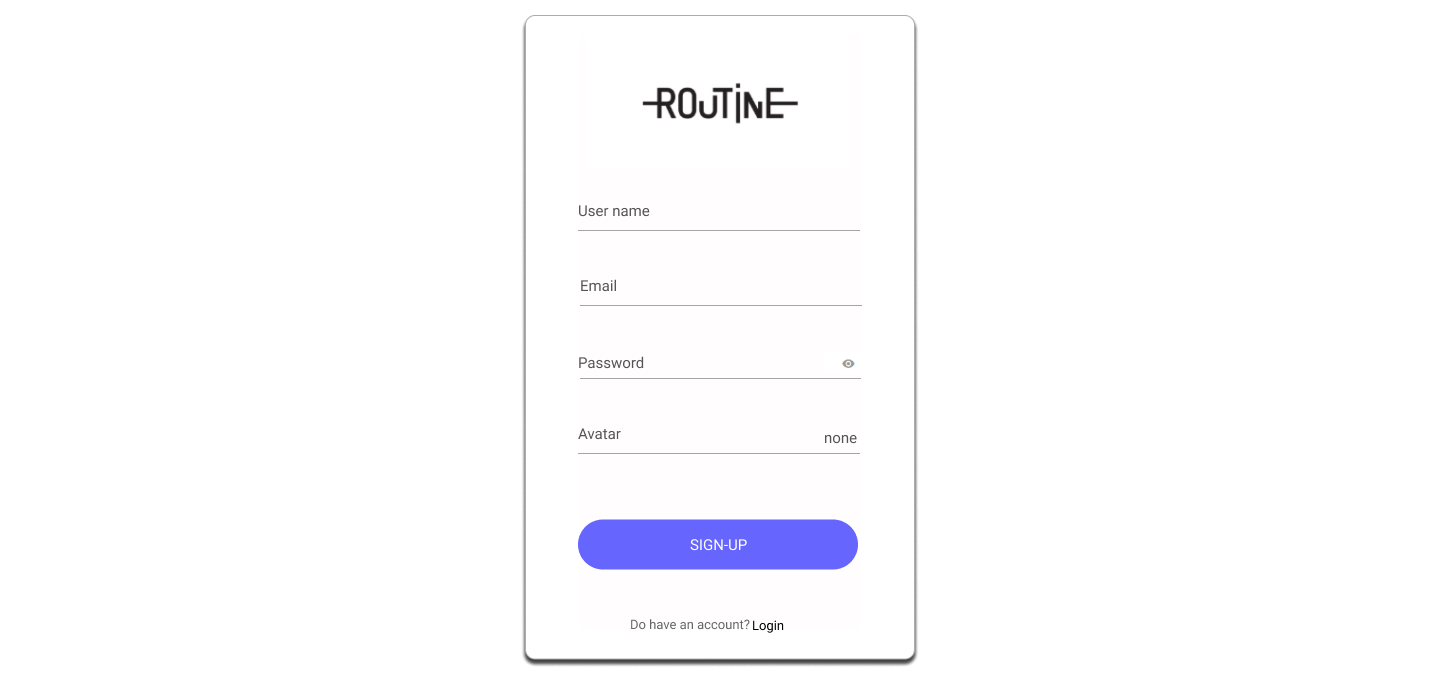 ROUTINE
User name
Email
Password
Avatar none
SIGN-UP
Do have an account? Login